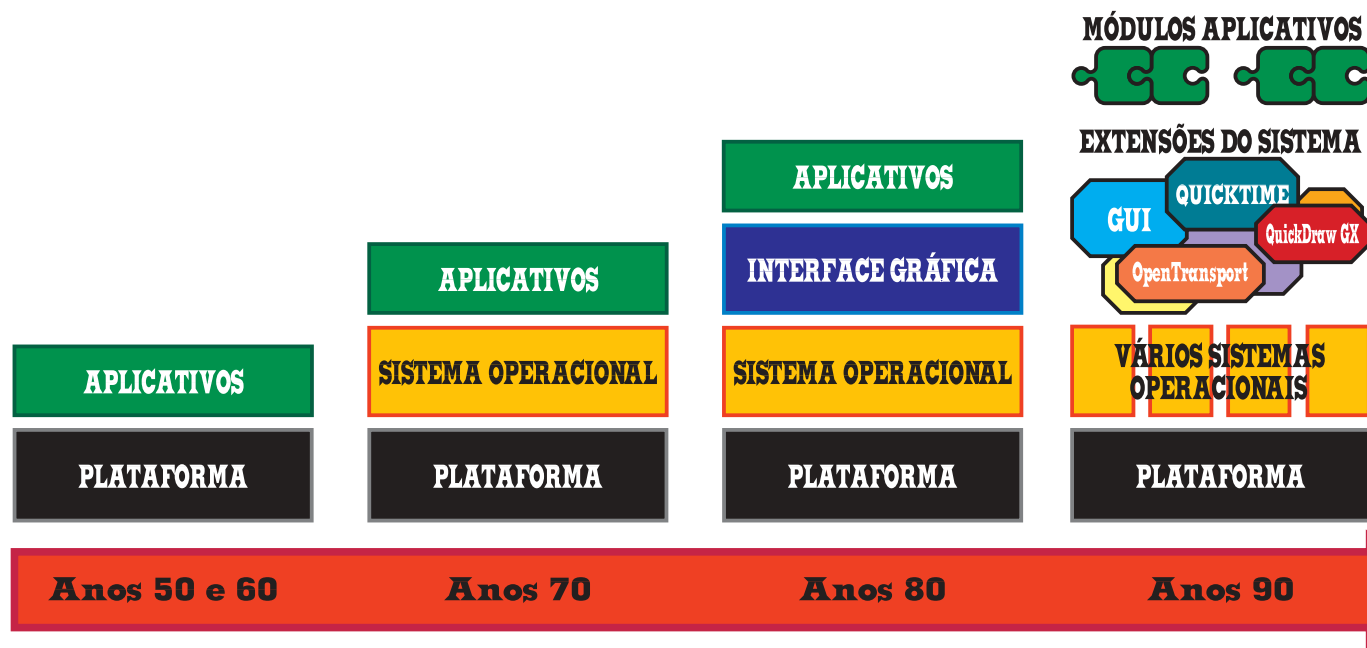 MÓDULOS APLICATIVOS
EXTENSÕES DO SISTEMA
GUI
QUICKTIME
QuickDraw GX
OpenTransport
APLICATIVOS
INTERFACE GRÁFICA
APLICATIVOS
SISTEMA OPERACIONAL
SISTEMA OPERACIONAL
VÁRIOS SISTEMAS
OPERACIONAIS
APLICATIVOS
PLATAFORMA
PLATAFORMA
PLATAFORMA
PLATAFORMA
Anos 50 e 60
Anos 70
Anos 80
Anos 90